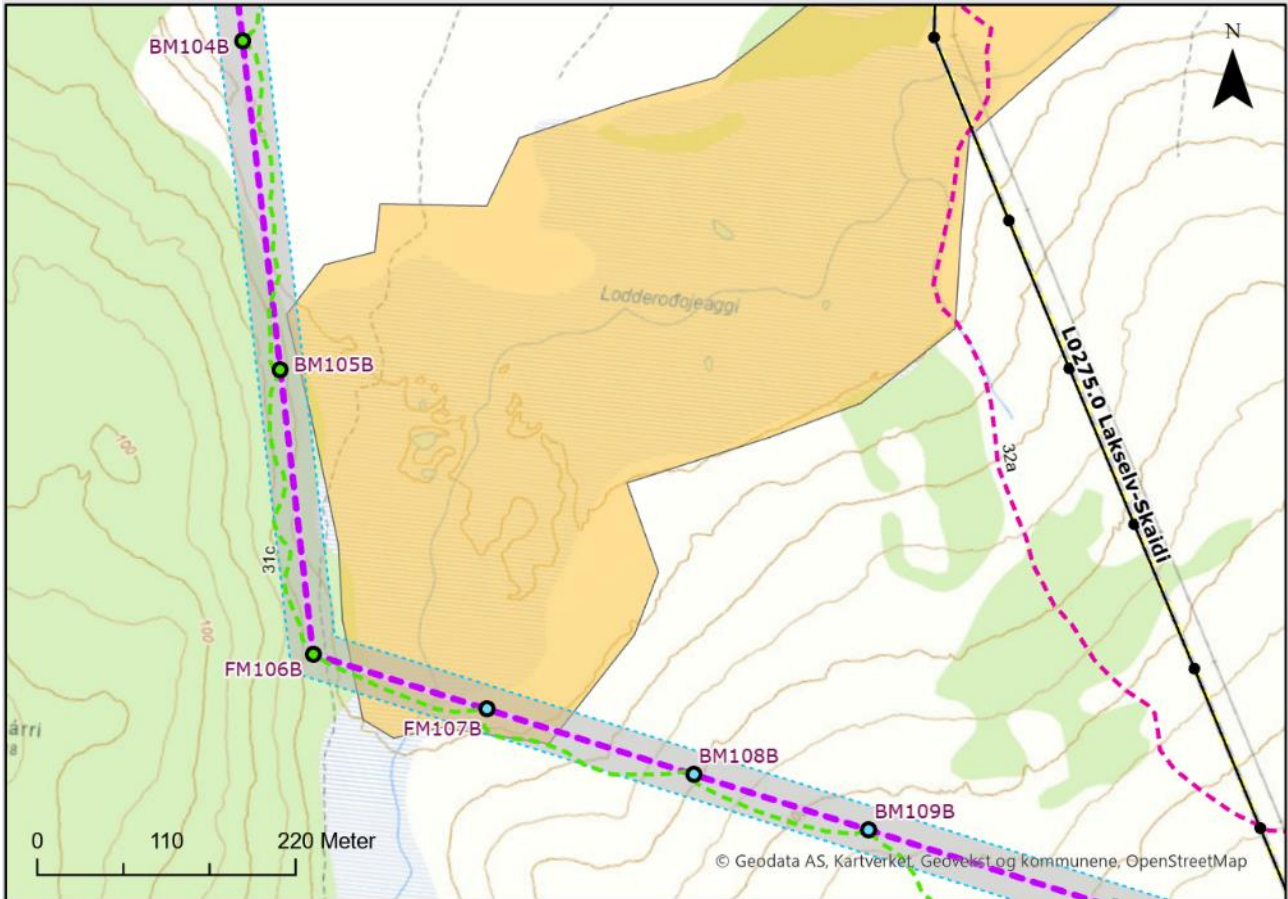 BM104B
N
Lodderođojeaggi
BM105B
L0275.0 Lakselv-Skaidi
100
32a
31c
100
FM106B
FM107B
árri
8
BM108B
BM109B
0 110 220 Meter
© Geodata AS, Kartverket, Geovekst og kommunene, OpenStreetMap